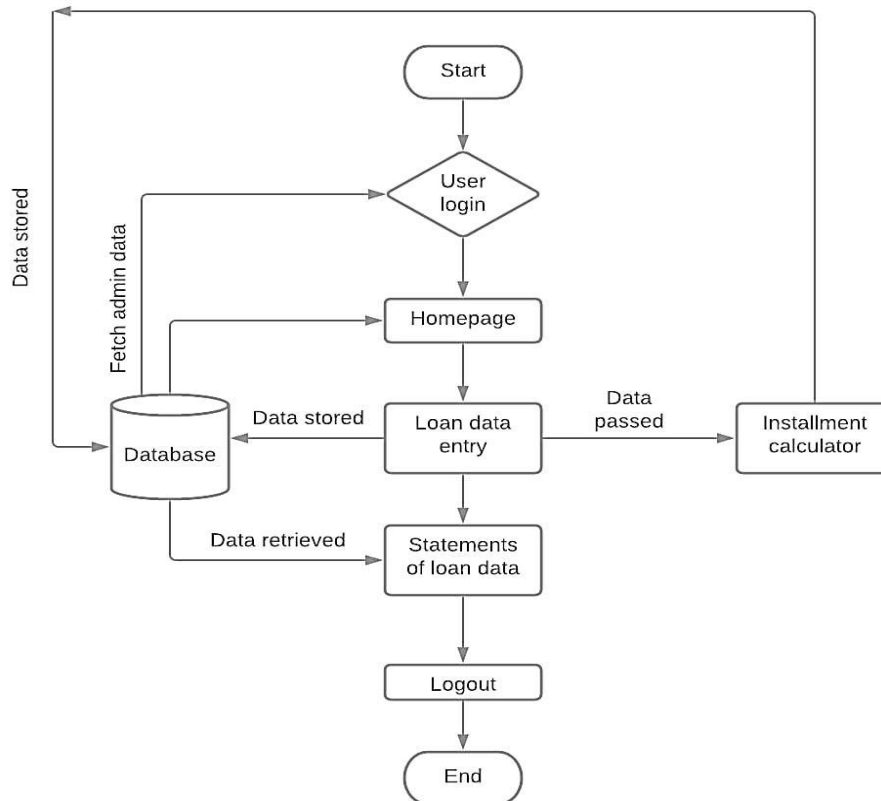 Start
User
login
Data stored
Fetch admin data
Homepage
Data
passed
Data stored
Loan data
entry
Installment
calculator
Database
Data retrieved
Statements
of loan data
Logout
End